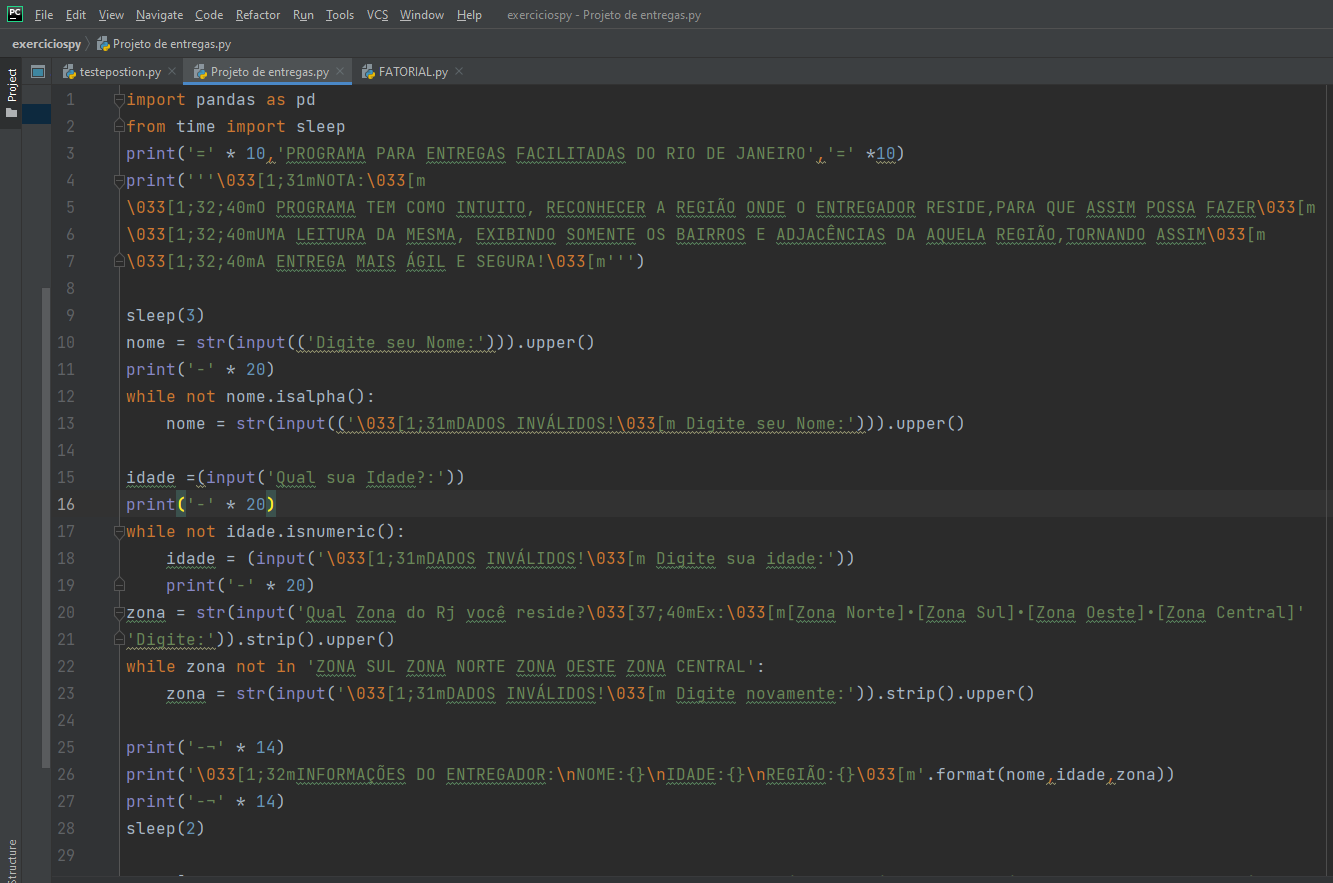 PC File Edit View Navigate Code Refactor Run Tools VCS Window Help exerciciospy - Projeto de entregas.py
exerciciospy Projeto de entregas.py
Project
testepostion.py Projeto de entregas.py FATORIAL.py
1 import pandas as pd
2 from time import sleep
3 print('=' * 10,'PROGRAMA PARA ENTREGAS FACILITADAS DO RIO DE JANEIRO','=' *10)
4 print('''\033[1;31mNOTA:\033[m
5 \033[1;32;40mO PROGRAMA TEM COMO INTUITO, RECONHECER A REGIÃO ONDE O ENTREGADOR RESIDE,PARA QUE ASSIM POSSA FAZER\033[m
6 \033[1;32;40mUMA LEITURA DA MESMA, EXIBINDO SOMENTE OS BAIRROS E ADJACÊNCIAS DA AQUELA REGIÃO,TORNANDO ASSIM\033[m
7 \033[1;32;40mA ENTREGA MAIS ÁGIL E SEGURA!\033[m''')
8
9 sleep(3)
10 nome = str(input(('Digite seu Nome:'))).upper()
11 print('-' * 20)
12 while not nome.isalpha():
13     nome = str(input(('\033[1;31mDADOS INVÁLIDOS!\033[m Digite seu Nome:'))).upper()
14
15 idade =(input('Qual sua Idade?:'))
16 print('-' * 20)
17 while not idade.isnumeric():
18     idade = (input('\033[1;31mDADOS INVÁLIDOS!\033[m Digite sua idade:'))
19     print('-' * 20)
20 zona = str(input('Qual Zona do Rj você reside?\033[37;40mEx:\033[m[Zona Norte]•[Zona Sul]•[Zona Oeste]•[Zona Central]'
21 'Digite:')).strip().upper()
22 while zona not in 'ZONA SUL ZONA NORTE ZONA OESTE ZONA CENTRAL':
23     zona = str(input('\033[1;31mDADOS INVÁLIDOS!\033[m Digite novamente:')).strip().upper()
24
25 print('-¬' * 14)
26 print('\033[1;32mINFORMAÇÕES DO ENTREGADOR:\nNOME:{}\nIDADE:{}\nREGIÃO:{}\033[m'.format(nome,idade,zona))
27 print('-¬' * 14)
28 sleep(2)
29
Structure